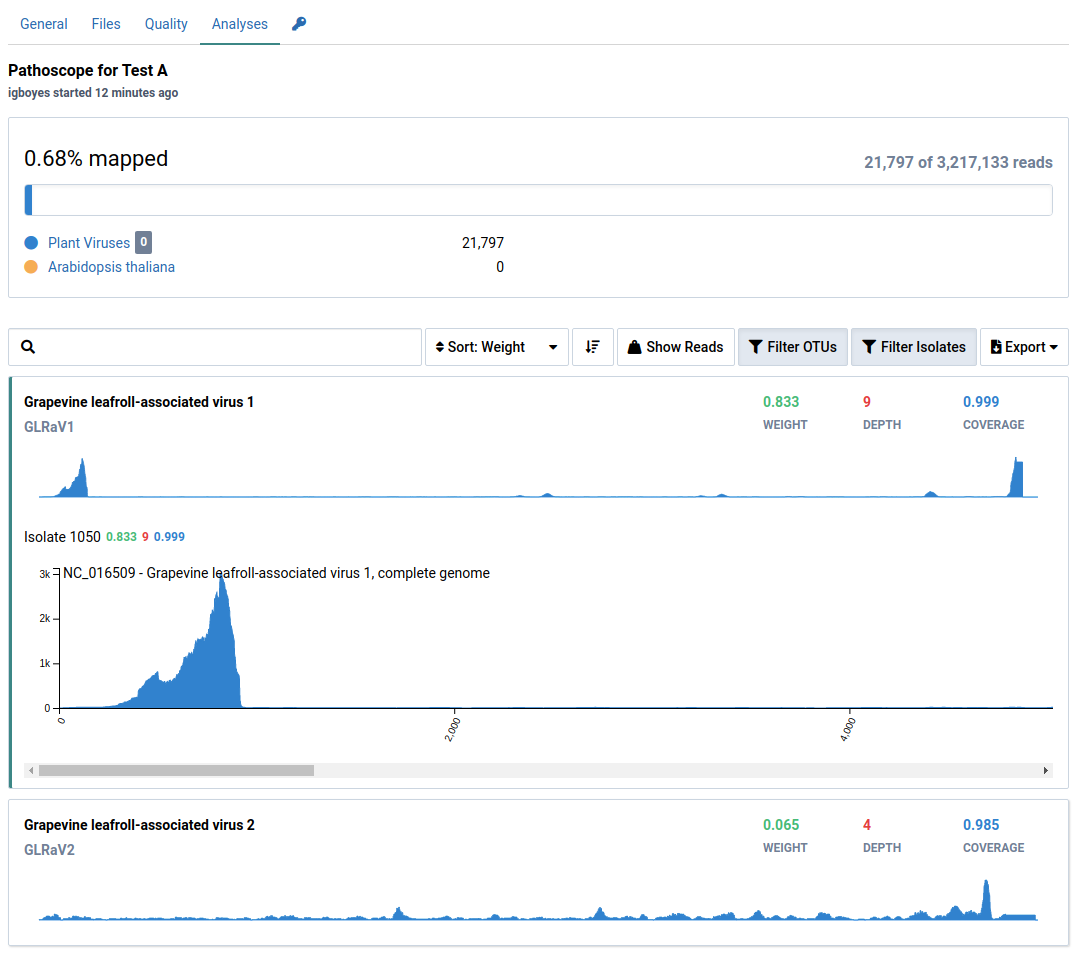 General Files Quality Analyses
Pathoscope for Test A
igboyes started 12 minutes ago
0.68% mapped 21,797 of 3,217,133 reads
Plant Viruses 0 21,797
Arabidopsis thaliana 0
Sort: Weight Show Reads Filter OTUs Filter Isolates Export
Grapevine leafroll-associated virus 1 0.833 9 0.999
GLRaV1 WEIGHT DEPTH COVERAGE
Isolate 1050 0.833 9 0.999
3k NC_016509 - Grapevine leafroll-associated virus 1, complete genome
2k
1k
0
0 2,000 4,000
Grapevine leafroll-associated virus 2 0.065 4 0.985
GLRaV2 WEIGHT DEPTH COVERAGE